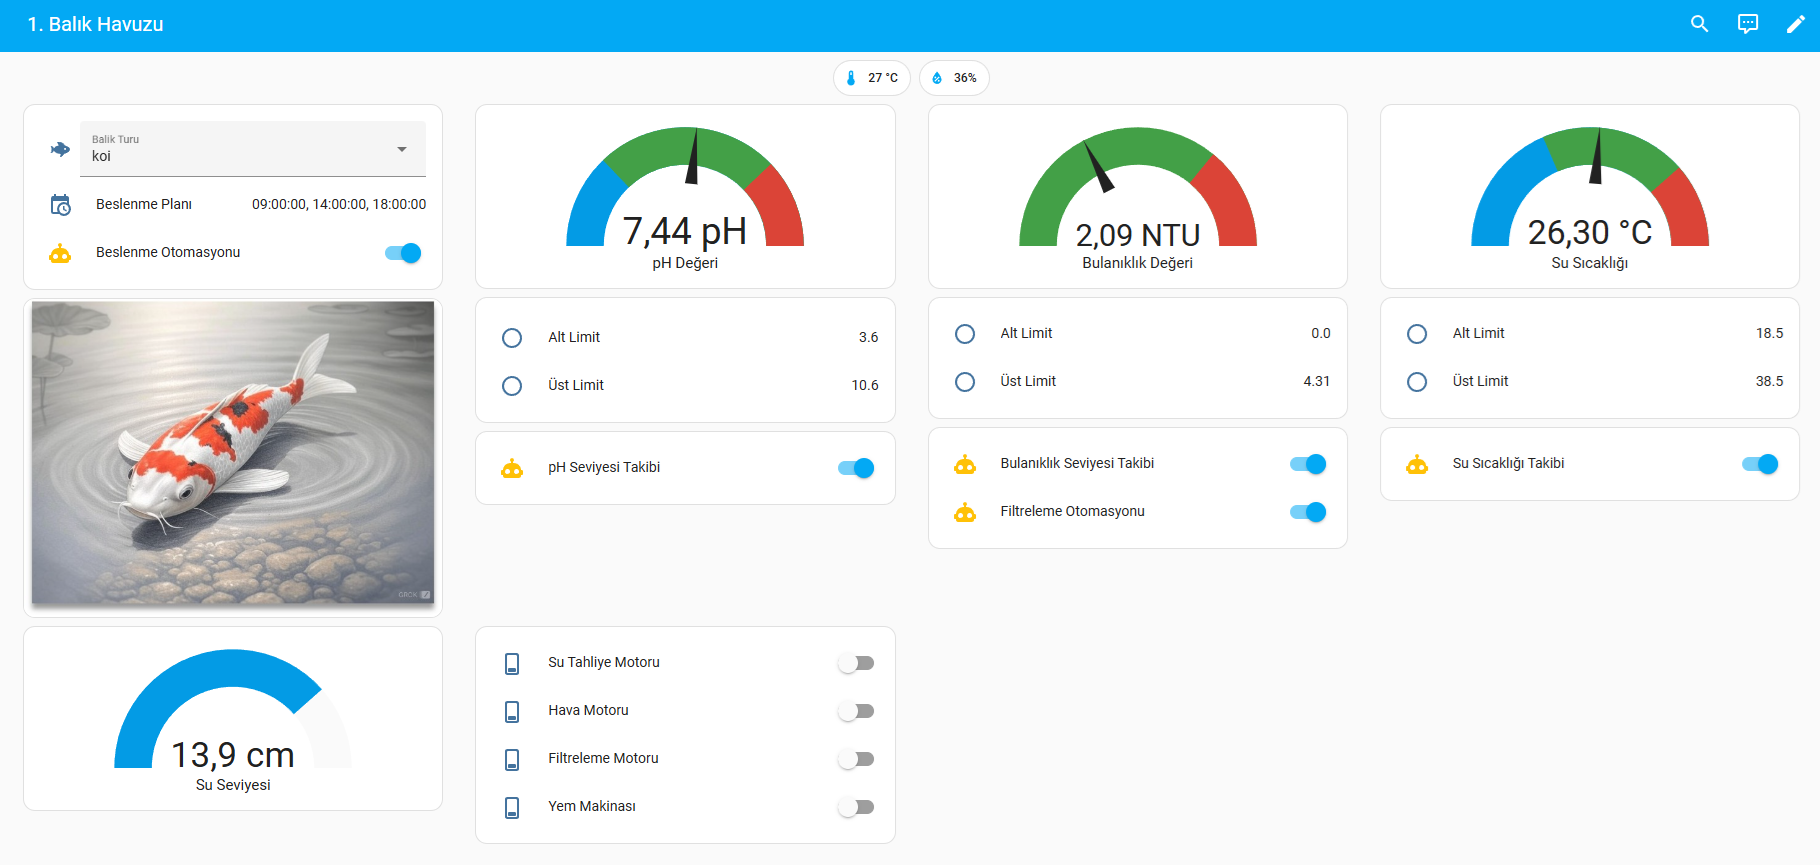 1. Balık Havuzu
27 °C
36%
Balik Turu
koi
Beslenme Planı 09:00:00, 14:00:00, 18:00:00
Beslenme Otomasyonu
GROK
13,9 cm
Su Seviyesi
7,44 pH
pH Değeri
Alt Limit 3.6
Üst Limit 10.6
pH Seviyesi Takibi
Su Tahliye Motoru
Hava Motoru
Filtreleme Motoru
Yem Makinası
2,09 NTU
Bulanıklık Değeri
Alt Limit 0.0
Üst Limit 4.31
Bulanıklık Seviyesi Takibi
Filtreleme Otomasyonu
26,30 °C
Su Sıcaklığı
Alt Limit 18.5
Üst Limit 38.5
Su Sıcaklığı Takibi